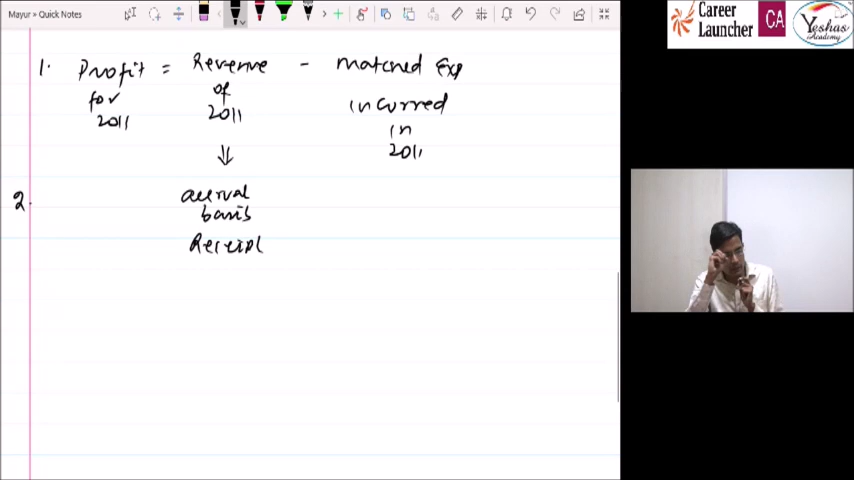 Mayur > Quick Notes
Career
Launcher
CA
Yeshas
Academy
1. Profit = Revenue - matched Exp
for of incurred
2011 2011 in
2011
2. accrual
basis
Receipt